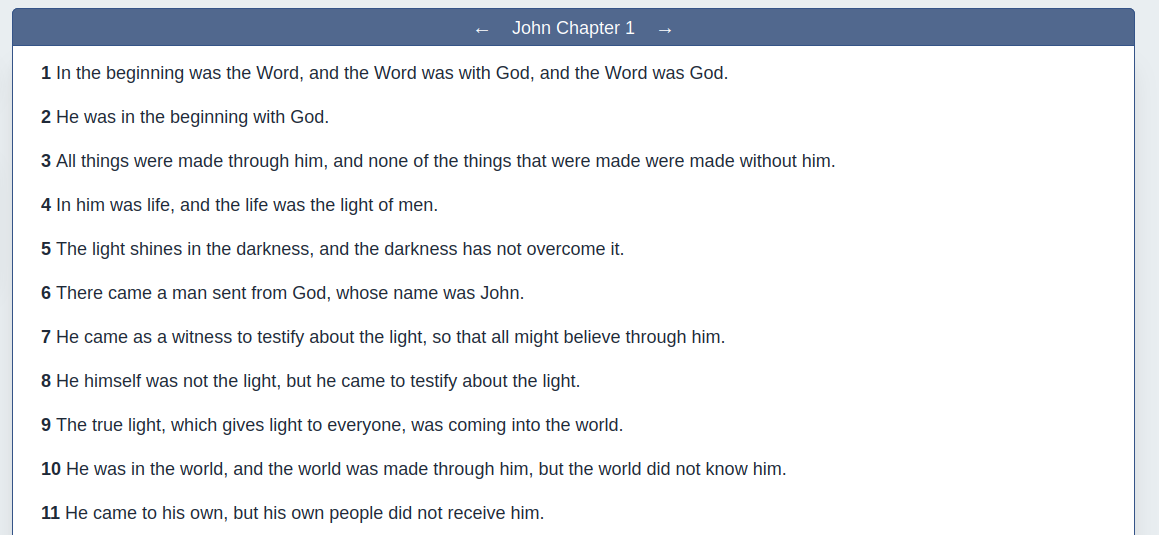 ← John Chapter 1 →
1 In the beginning was the Word, and the Word was with God, and the Word was God.
2 He was in the beginning with God.
3 All things were made through him, and none of the things that were made were made without him.
4 In him was life, and the life was the light of men.
5 The light shines in the darkness, and the darkness has not overcome it.
6 There came a man sent from God, whose name was John.
7 He came as a witness to testify about the light, so that all might believe through him.
8 He himself was not the light, but he came to testify about the light.
9 The true light, which gives light to everyone, was coming into the world.
10 He was in the world, and the world was made through him, but the world did not know him.
11 He came to his own, but his own people did not receive him.